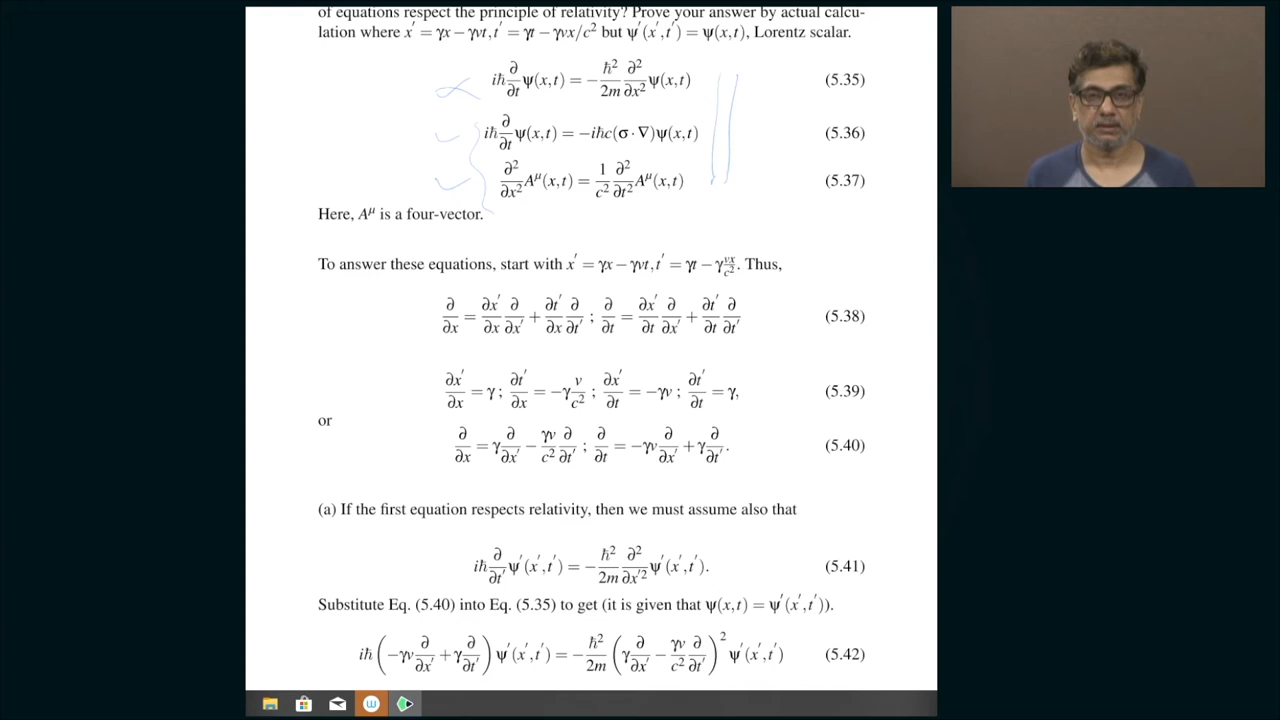 of equations respect the principle of relativity? Prove your answer by actual calcu-
lation where x′ = γx − γvt, t′ = γt − γvx/c² but ψ′(x′,t′) = ψ(x,t), Lorentz scalar.
iħ ∂/∂t ψ(x,t) = − ħ²/2m ∂²/∂x² ψ(x,t) (5.35)
iħ ∂/∂t ψ(x,t) = −iħc(σ·∇)ψ(x,t) (5.36)
∂²/∂x² A^μ(x,t) = 1/c² ∂²/∂t² A^μ(x,t) (5.37)
Here, A^μ is a four-vector.
To answer these equations, start with x′ = γx − γvt, t′ = γt − γ vx/c². Thus,
∂/∂x = ∂x′/∂x ∂/∂x′ + ∂t′/∂x ∂/∂t′ ; ∂/∂t = ∂x′/∂t ∂/∂x′ + ∂t′/∂t ∂/∂t′ (5.38)
∂x′/∂x = γ ; ∂t′/∂x = −γ v/c² ; ∂x′/∂t = −γv ; ∂t′/∂t = γ, (5.39)
or
∂/∂x = γ ∂/∂x′ − γv/c² ∂/∂t′ ; ∂/∂t = −γv ∂/∂x′ + γ ∂/∂t′. (5.40)
(a) If the first equation respects relativity, then we must assume also that
iħ ∂/∂t′ ψ′(x′,t′) = − ħ²/2m ∂²/∂x′² ψ′(x′,t′). (5.41)
Substitute Eq. (5.40) into Eq. (5.35) to get (it is given that ψ(x,t) = ψ′(x′,t′)).
iħ (−γv ∂/∂x′ + γ ∂/∂t′) ψ′(x′,t′) = − ħ²/2m (γ ∂/∂x′ − γv/c² ∂/∂t′)² ψ′(x′,t′) (5.42)